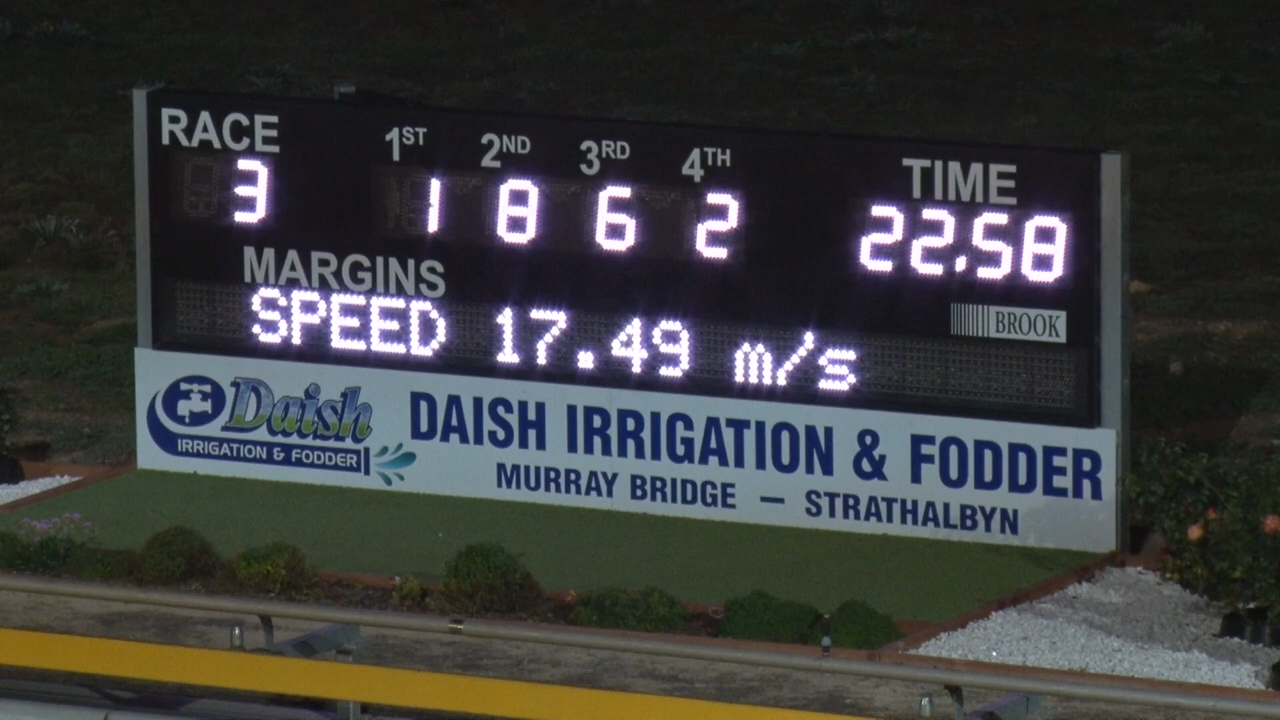 RACE 1ST 2ND 3RD 4TH TIME
3 1 8 6 2 22.58
MARGINS
BROOK
SPEED 17.49 m/s
Daish
IRRIGATION & FODDER
DAISH IRRIGATION & FODDER
MURRAY BRIDGE – STRATHALBYN